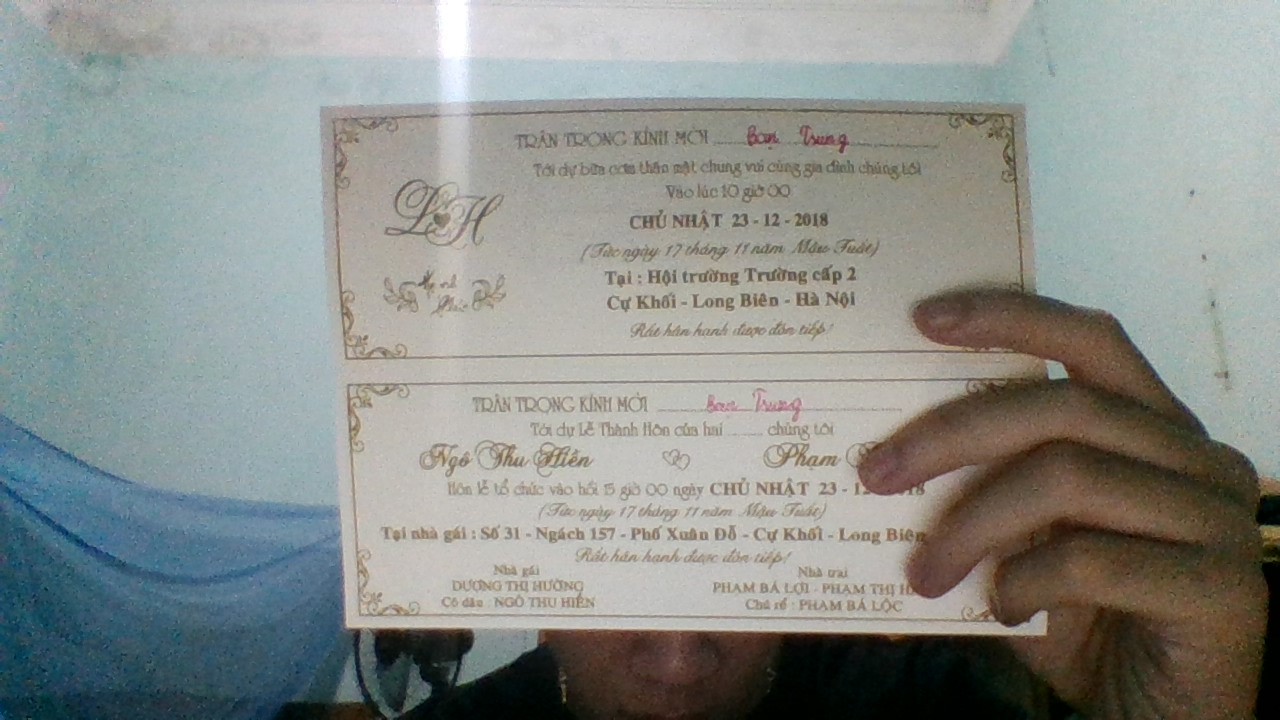 TRÂN TRỌNG KÍNH MỜI Bạn Trung
Tới dự bữa cơm thân mật chung vui cùng gia đình chúng tôi
Vào lúc 10 giờ 00
L H
CHỦ NHẬT 23 - 12 - 2018
(Tức ngày 17 tháng 11 năm Mậu Tuất)
Tại : Hội trường Trường cấp 2
Cự Khối - Long Biên - Hà Nội
Rất hân hạnh được đón tiếp!
TRÂN TRỌNG KÍNH MỜI Bạn Trung
Tới dự Lễ Thành Hôn của hai ........ chúng tôi
Ngô Thu Hiên Phạm
Hôn lễ tổ chức vào hồi 15 giờ 00 ngày CHỦ NHẬT 23 - 12 - 2018
(Tức ngày 17 tháng 11 năm Mậu Tuất)
Tại nhà gái : Số 31 - Ngách 157 - Phố Xuân Đỗ - Cự Khối - Long Biên
Rất hân hạnh được đón tiếp!
Nhà gái Nhà trai
DƯƠNG THỊ HƯỜNG PHẠM BÁ LỢI - PHẠM THỊ
Cô dâu : NGÔ THU HIÊN Chú rể : PHẠM BÁ LỘC